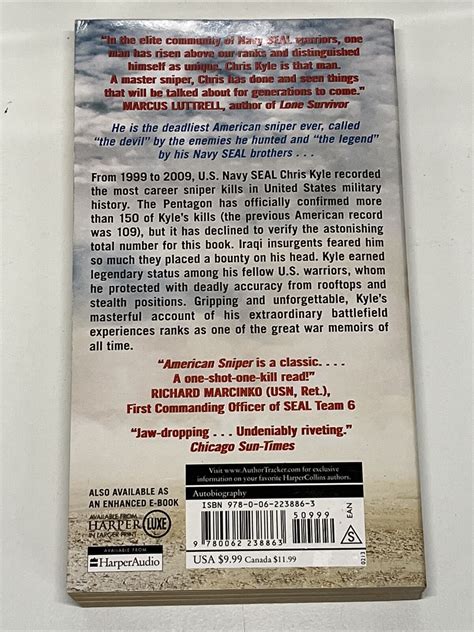 "In the elite community of Navy SEAL warriors, one
man has risen above our ranks and distinguished
himself as unique. Chris Kyle is that man.
A master sniper, Chris has done and seen things
that will be talked about for generations to come."
MARCUS LUTTRELL, author of Lone Survivor
He is the deadliest American sniper ever, called
"the devil" by the enemies he hunted and "the legend"
by his Navy SEAL brothers . . .
From 1999 to 2009, U.S. Navy SEAL Chris Kyle recorded
the most career sniper kills in United States military
history. The Pentagon has officially confirmed more
than 150 of Kyle's kills (the previous American record
was 109), but it has declined to verify the astonishing
total number for this book. Iraqi insurgents feared him
so much they placed a bounty on his head. Kyle earned
legendary status among his fellow U.S. warriors, whom
he protected with deadly accuracy from rooftops and
stealth positions. Gripping and unforgettable, Kyle's
masterful account of his extraordinary battlefield
experiences ranks as one of the great war memoirs of
all time.
"American Sniper is a classic. . . .
A one-shot-one-kill read!"
RICHARD MARCINKO (USN, Ret.),
First Commanding Officer of SEAL Team 6
"Jaw-dropping . . . Undeniably riveting."
Chicago Sun-Times
Visit www.AuthorTracker.com for exclusive
information on your favorite HarperCollins authors.
Autobiography
ALSO AVAILABLE AS
AN ENHANCED E-BOOK
AVAILABLE FROM
HARPER LUXE
IN LARGER PRINT
AVAILABLE FROM
HarperAudio
ISBN 978-0-06-223886-3
50999
9 780062 238863
EAN
S
0213
USA $9.99 Canada $11.99